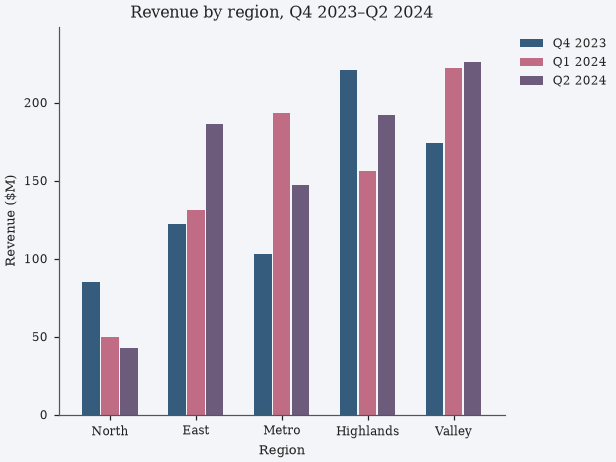 Revenue by region, Q4 2023–Q2 2024
Q4 2023
Q1 2024
Q2 2024
Revenue ($M)
200
150
100
50
0
North
East
Metro
Highlands
Valley
Region